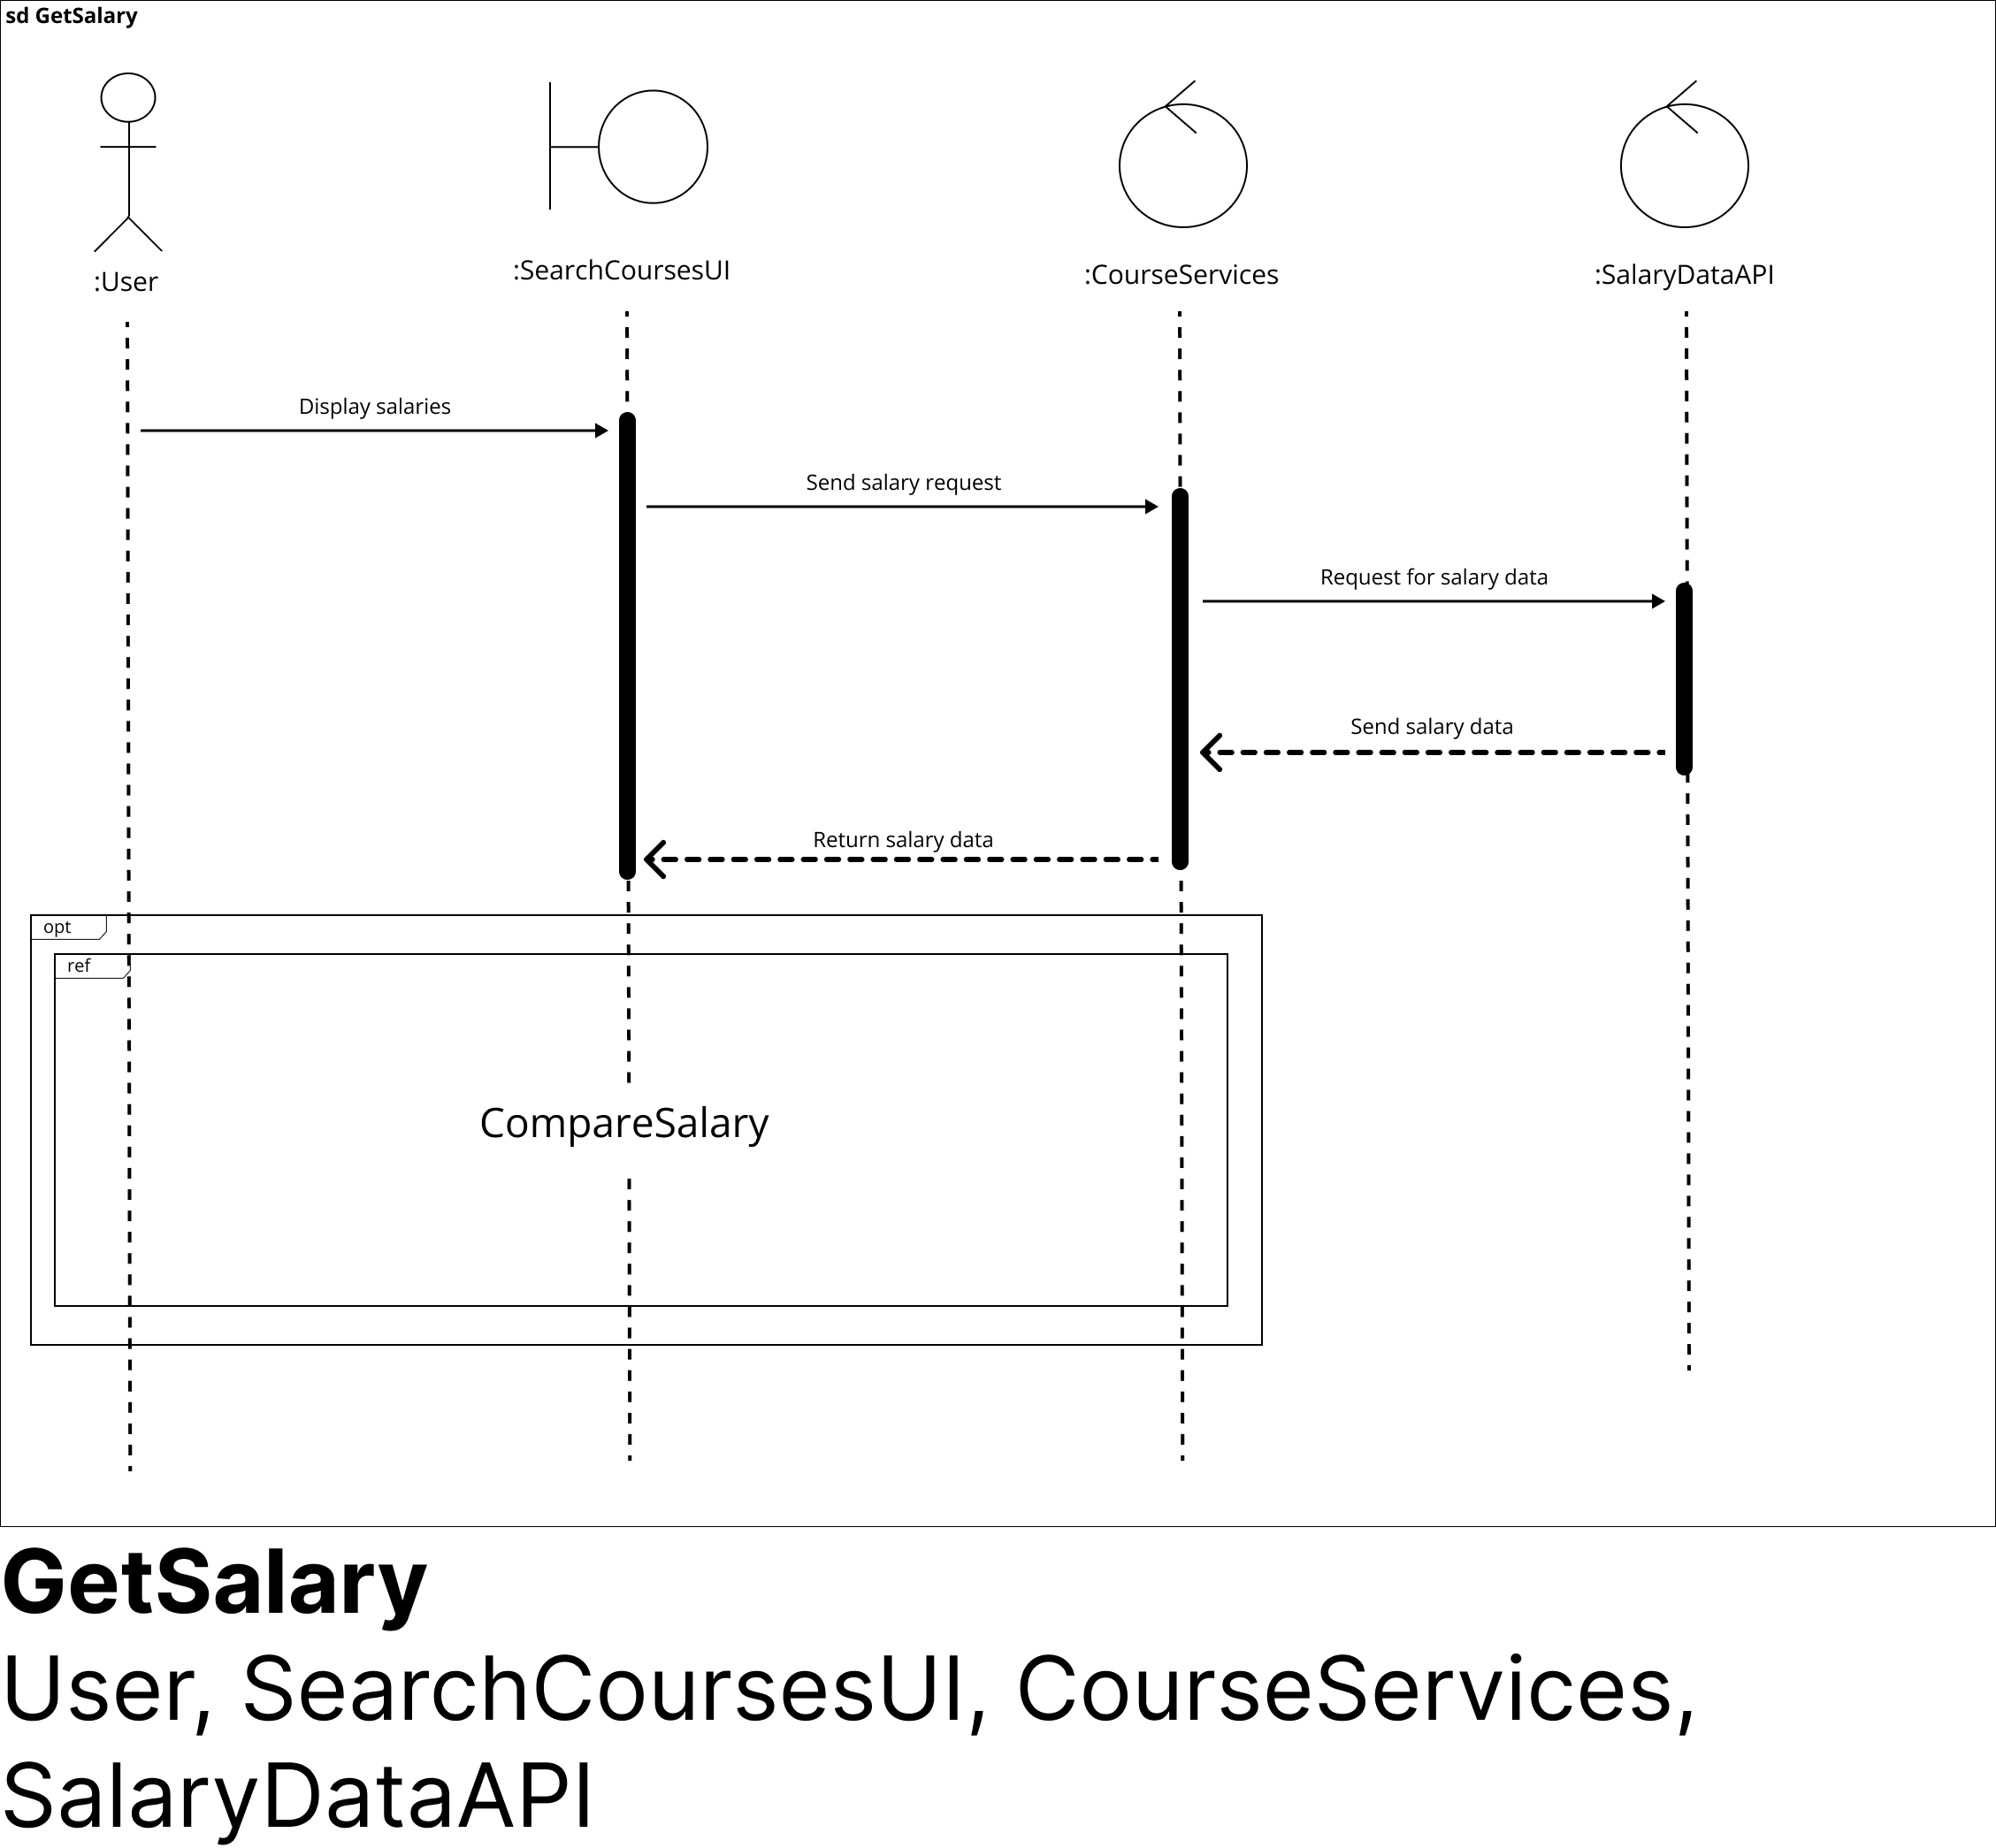 sd GetSalary
:User
:SearchCoursesUI
:CourseServices
:SalaryDataAPI
Display salaries
Send salary request
Request for salary data
Send salary data
Return salary data
opt
ref
CompareSalary
GetSalary
User, SearchCoursesUI, CourseServices,
SalaryDataAPI